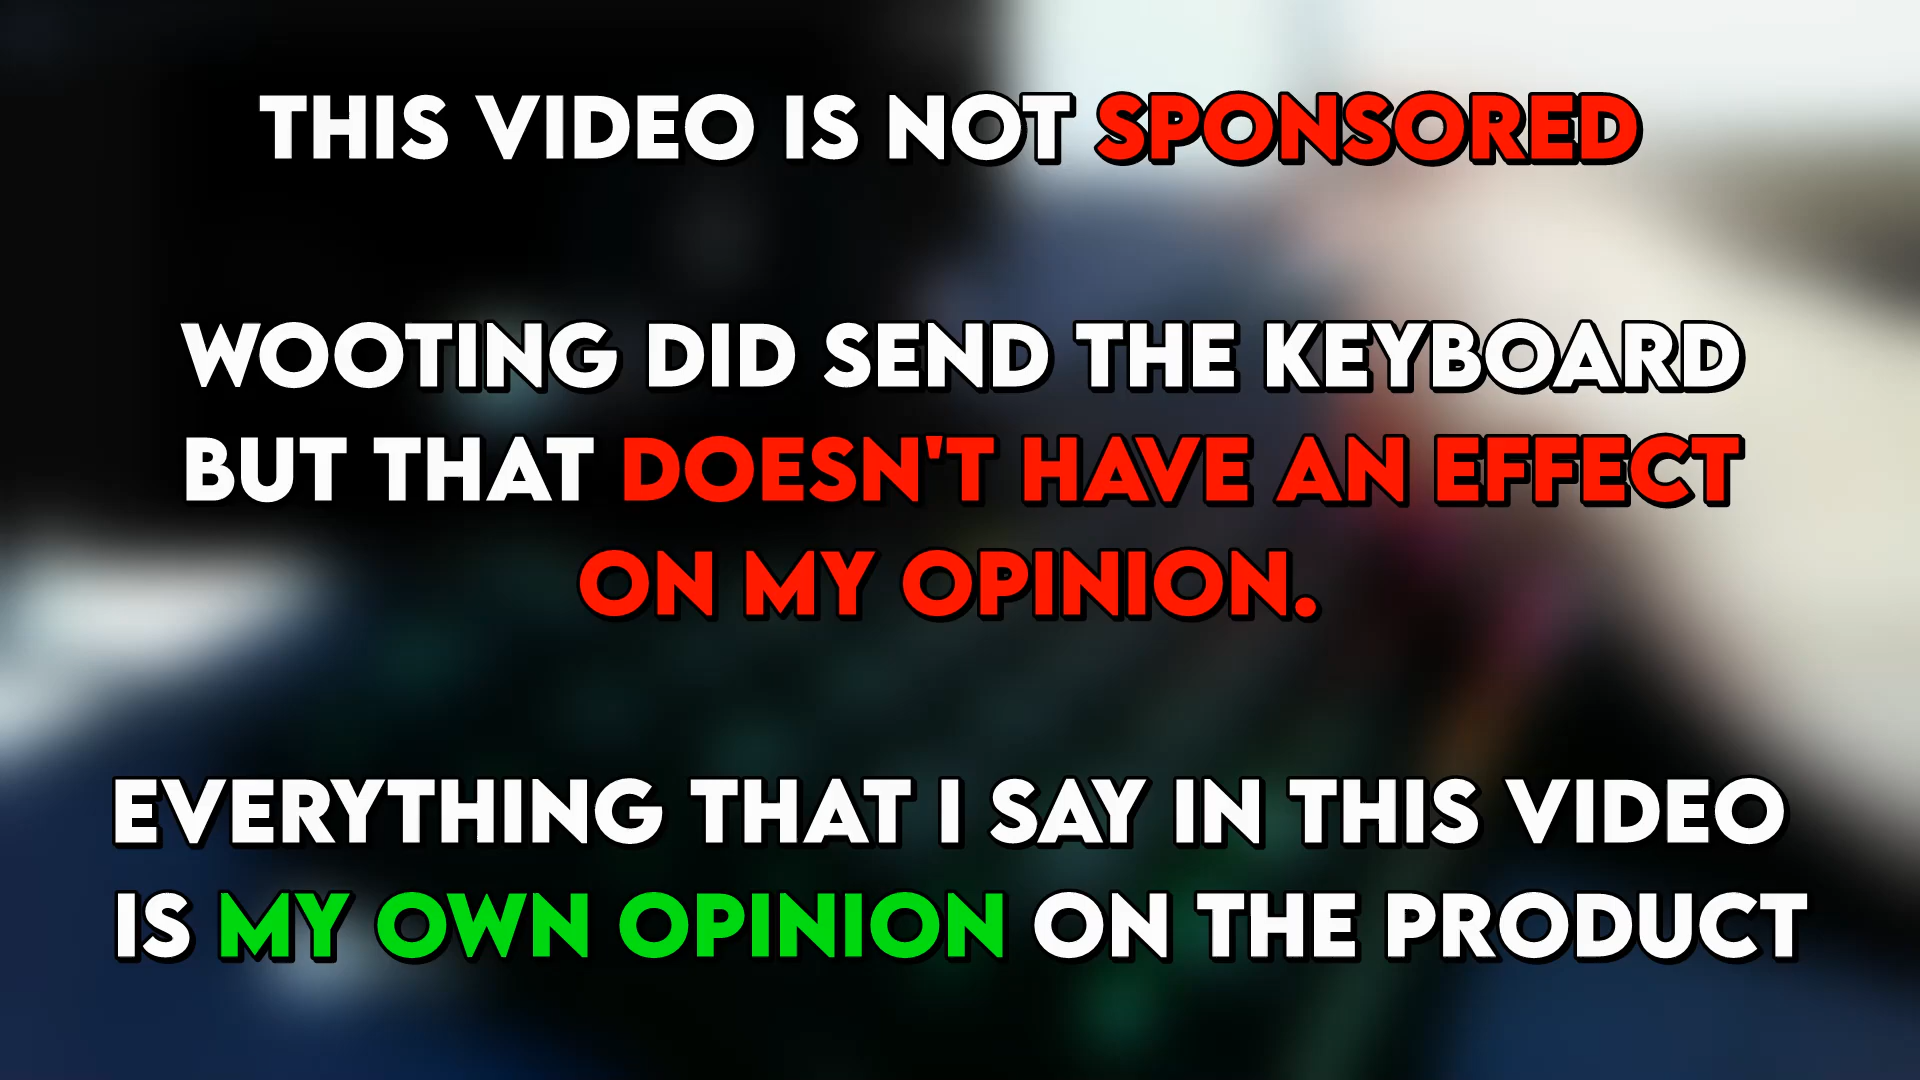 THIS VIDEO IS NOT SPONSORED
WOOTING DID SEND THE KEYBOARD
BUT THAT DOESN'T HAVE AN EFFECT
ON MY OPINION.
EVERYTHING THAT I SAY IN THIS VIDEO
IS MY OWN OPINION ON THE PRODUCT